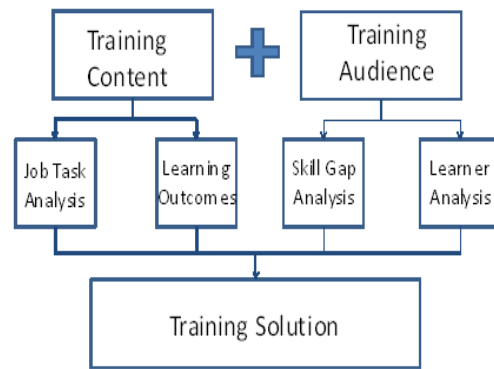 Training
Content
Training
Audience
Job Task
Analysis
Learning
Outcomes
Skill Gap
Analysis
Learner
Analysis
Training Solution